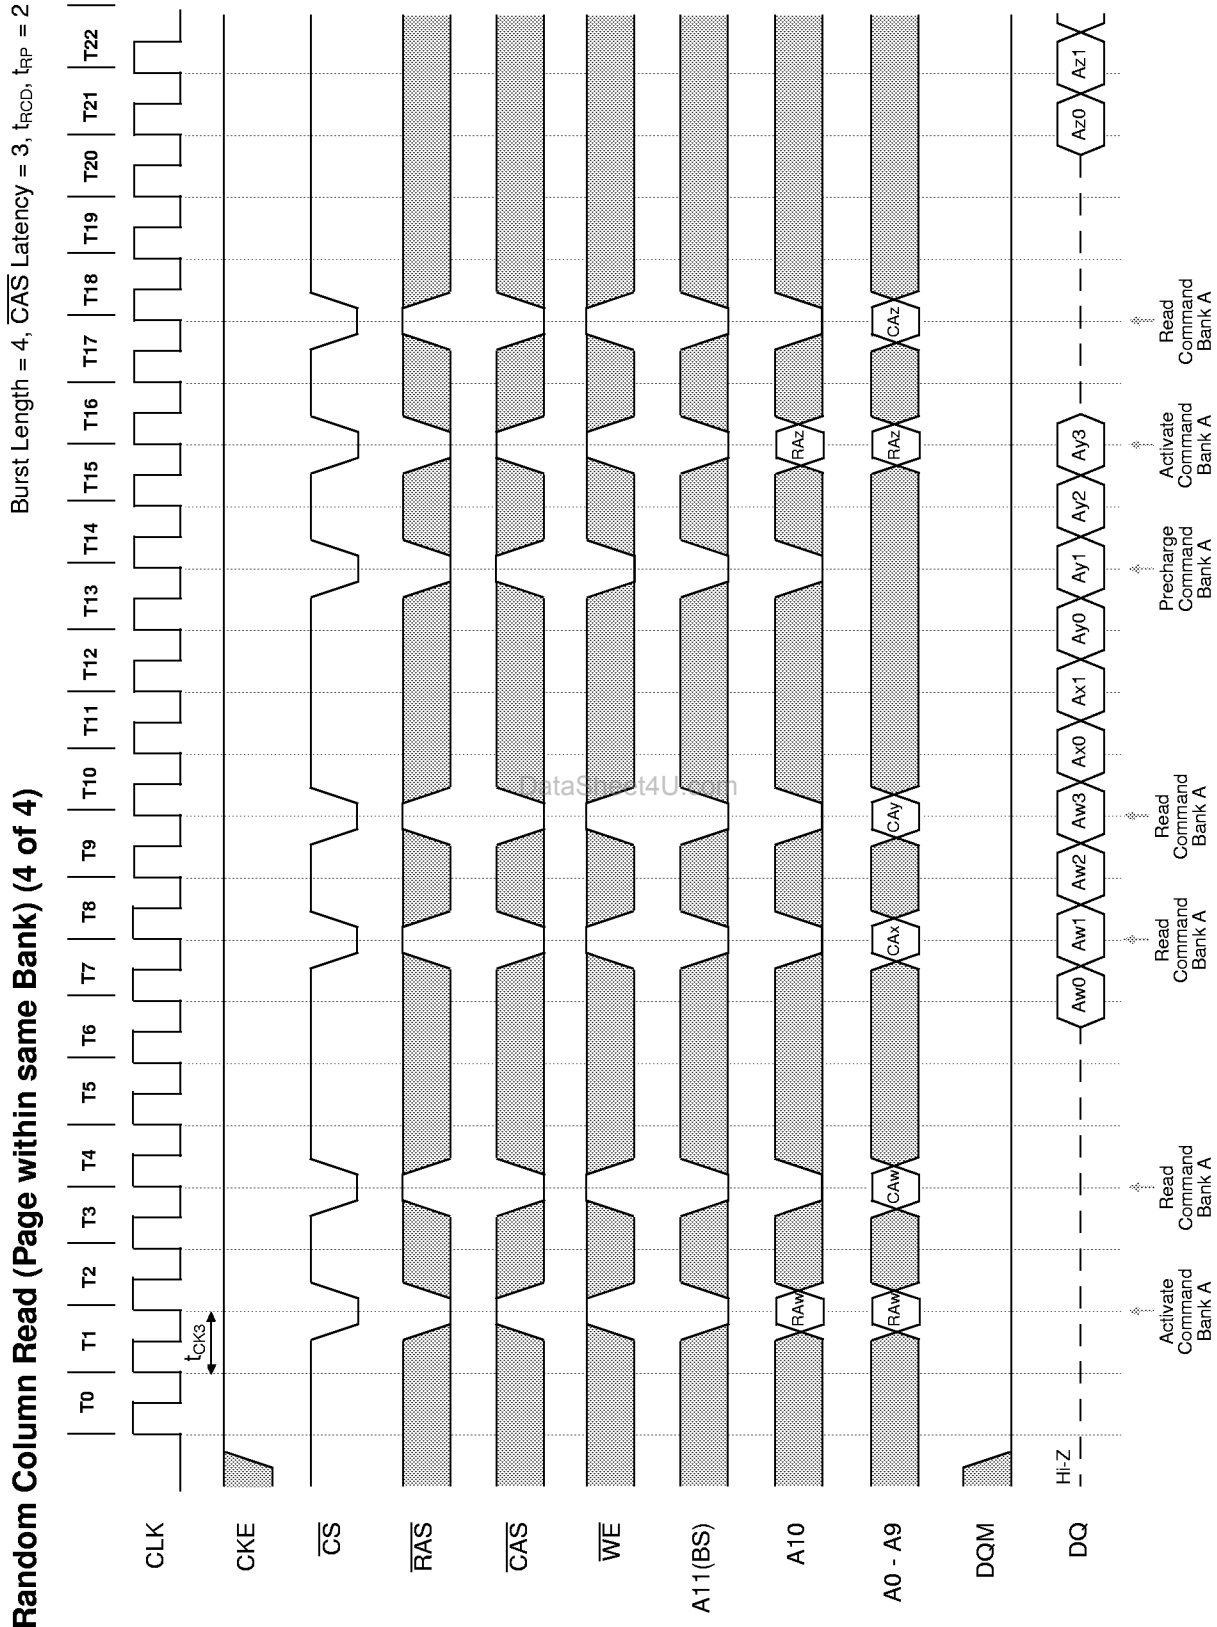 Random Column Read (Page within same Bank) (4 of 4)
Burst Length = 4, CAS Latency = 3, tRCD, tRP = 2
T0 T1 T2 T3 T4 T5 T6 T7 T8 T9 T10 T11 T12 T13 T14 T15 T16 T17 T18 T19 T20 T21 T22
CLK
tCK3
CKE
CS
RAS
CAS
WE
A11(BS)
A10
RAw RAz
A0 - A9
RAw CAw CAx CAy RAz CAz
DQM
DQ
Hi-Z
Aw0 Aw1 Aw2 Aw3 Ax0 Ax1 Ay0 Ay1 Ay2 Ay3 Az0 Az1
Activate
Command
Bank A
Read
Command
Bank A
Read
Command
Bank A
Read
Command
Bank A
Precharge
Command
Bank A
Activate
Command
Bank A
Read
Command
Bank A
DataSheet4U.com